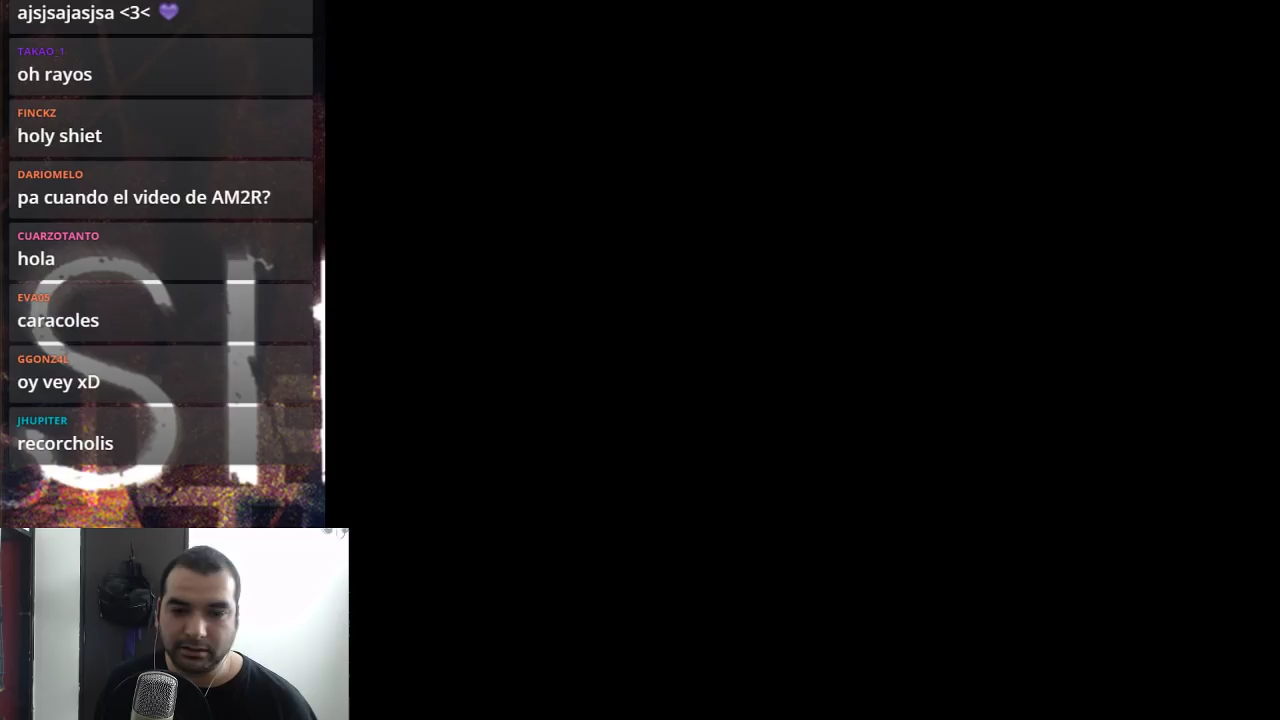 ajsjsajasjsa <3< 💜
TAKAO_1
oh rayos
FINCKZ
holy shiet
DARIOMELO
pa cuando el video de AM2R?
CUARZOTANTO
hola
EVA05
caracoles
GGONZ4L
oy vey xD
JHUPITER
recorcholis